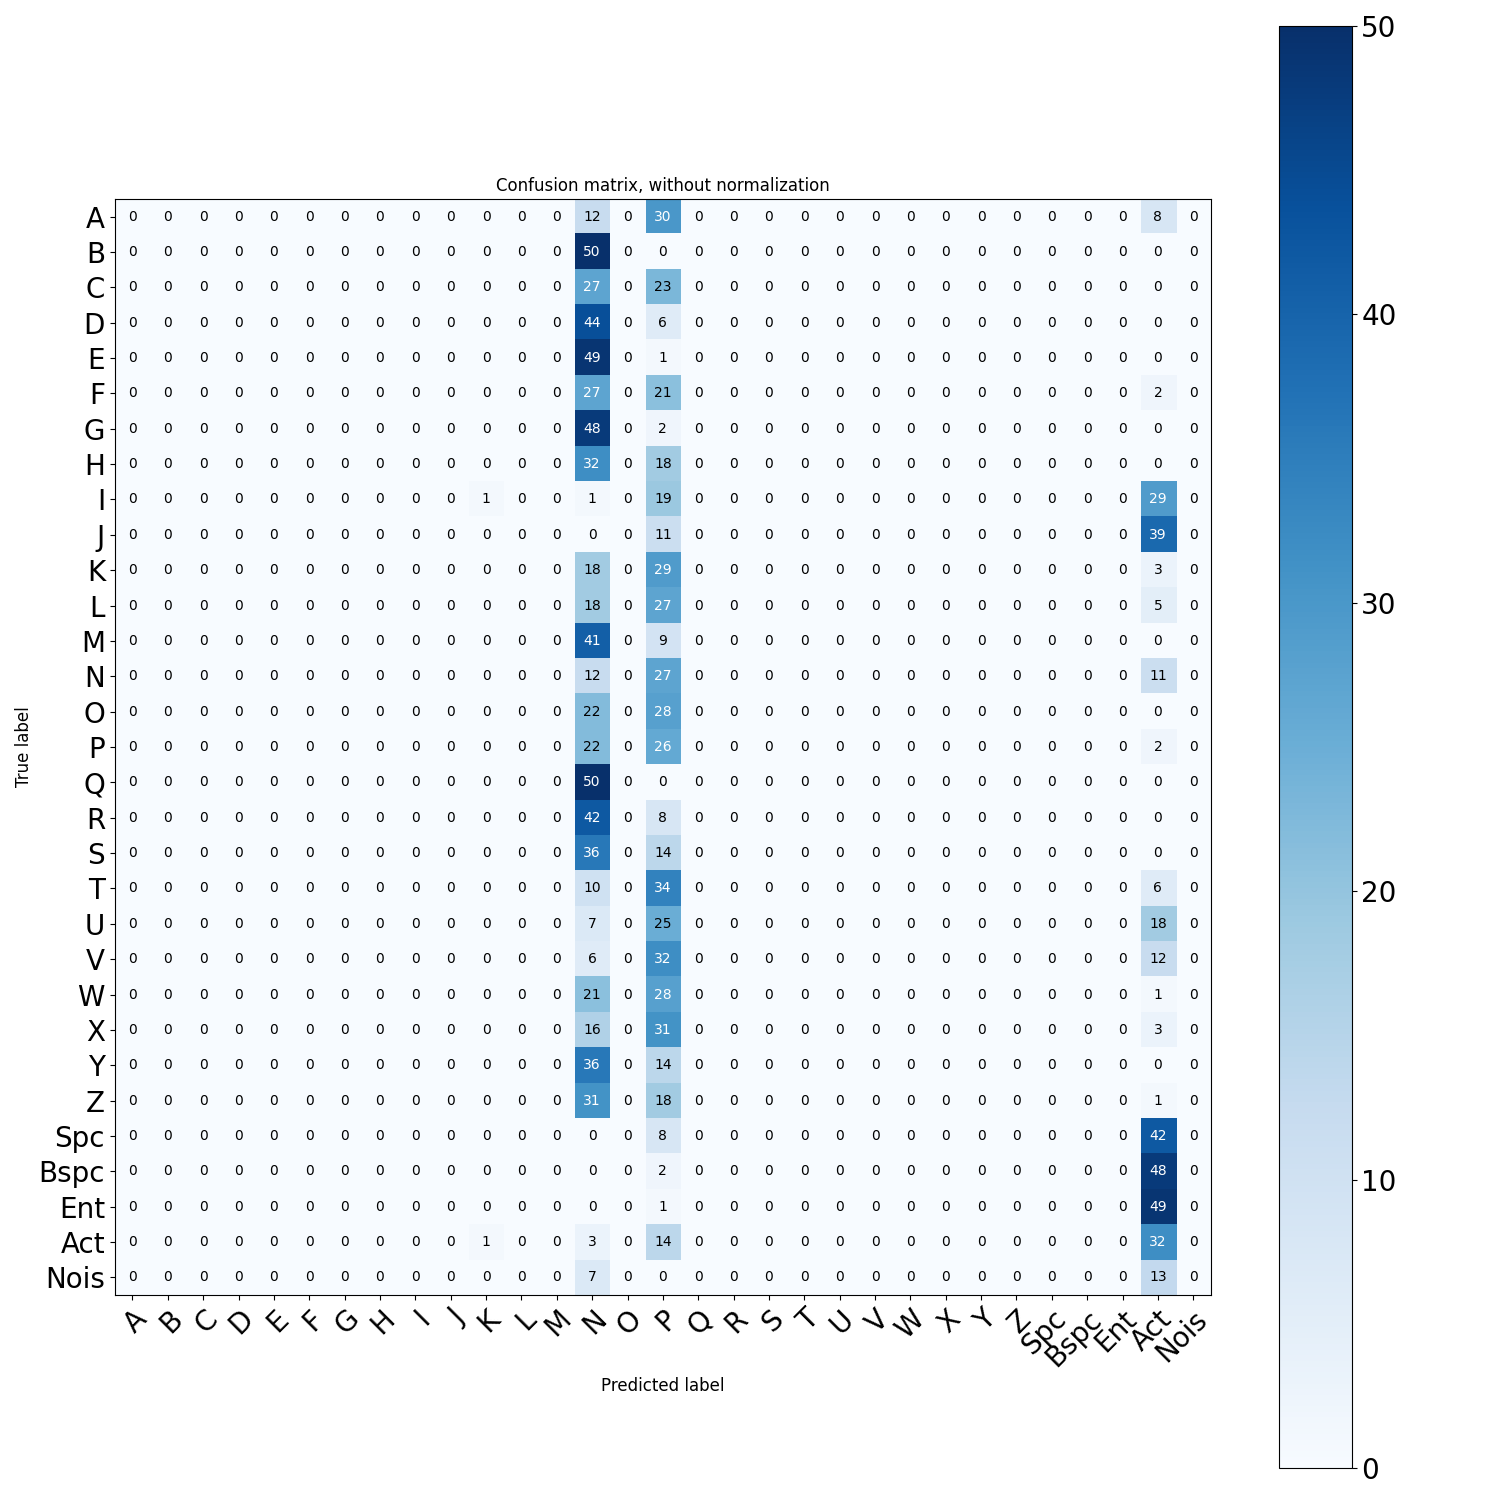 Confusion matrix, without normalization
A 0 0 0 0 0 0 0 0 0 0 0 0 0 12 0 30 0 0 0 0 0 0 0 0 0 0 0 0 0 8 0
B 0 0 0 0 0 0 0 0 0 0 0 0 0 50 0 0 0 0 0 0 0 0 0 0 0 0 0 0 0 0 0
C 0 0 0 0 0 0 0 0 0 0 0 0 0 27 0 23 0 0 0 0 0 0 0 0 0 0 0 0 0 0 0
D 0 0 0 0 0 0 0 0 0 0 0 0 0 44 0 6 0 0 0 0 0 0 0 0 0 0 0 0 0 0 0
E 0 0 0 0 0 0 0 0 0 0 0 0 0 49 0 1 0 0 0 0 0 0 0 0 0 0 0 0 0 0 0
F 0 0 0 0 0 0 0 0 0 0 0 0 0 27 0 21 0 0 0 0 0 0 0 0 0 0 0 0 0 2 0
G 0 0 0 0 0 0 0 0 0 0 0 0 0 48 0 2 0 0 0 0 0 0 0 0 0 0 0 0 0 0 0
H 0 0 0 0 0 0 0 0 0 0 0 0 0 32 0 18 0 0 0 0 0 0 0 0 0 0 0 0 0 0 0
I 0 0 0 0 0 0 0 0 0 0 1 0 0 1 0 19 0 0 0 0 0 0 0 0 0 0 0 0 0 29 0
J 0 0 0 0 0 0 0 0 0 0 0 0 0 0 0 11 0 0 0 0 0 0 0 0 0 0 0 0 0 39 0
K 0 0 0 0 0 0 0 0 0 0 0 0 0 18 0 29 0 0 0 0 0 0 0 0 0 0 0 0 0 3 0
L 0 0 0 0 0 0 0 0 0 0 0 0 0 18 0 27 0 0 0 0 0 0 0 0 0 0 0 0 0 5 0
M 0 0 0 0 0 0 0 0 0 0 0 0 0 41 0 9 0 0 0 0 0 0 0 0 0 0 0 0 0 0 0
N 0 0 0 0 0 0 0 0 0 0 0 0 0 12 0 27 0 0 0 0 0 0 0 0 0 0 0 0 0 11 0
O 0 0 0 0 0 0 0 0 0 0 0 0 0 22 0 28 0 0 0 0 0 0 0 0 0 0 0 0 0 0 0
P 0 0 0 0 0 0 0 0 0 0 0 0 0 22 0 26 0 0 0 0 0 0 0 0 0 0 0 0 0 2 0
Q 0 0 0 0 0 0 0 0 0 0 0 0 0 50 0 0 0 0 0 0 0 0 0 0 0 0 0 0 0 0 0
R 0 0 0 0 0 0 0 0 0 0 0 0 0 42 0 8 0 0 0 0 0 0 0 0 0 0 0 0 0 0 0
S 0 0 0 0 0 0 0 0 0 0 0 0 0 36 0 14 0 0 0 0 0 0 0 0 0 0 0 0 0 0 0
T 0 0 0 0 0 0 0 0 0 0 0 0 0 10 0 34 0 0 0 0 0 0 0 0 0 0 0 0 0 6 0
U 0 0 0 0 0 0 0 0 0 0 0 0 0 7 0 25 0 0 0 0 0 0 0 0 0 0 0 0 0 18 0
V 0 0 0 0 0 0 0 0 0 0 0 0 0 6 0 32 0 0 0 0 0 0 0 0 0 0 0 0 0 12 0
W 0 0 0 0 0 0 0 0 0 0 0 0 0 21 0 28 0 0 0 0 0 0 0 0 0 0 0 0 0 1 0
X 0 0 0 0 0 0 0 0 0 0 0 0 0 16 0 31 0 0 0 0 0 0 0 0 0 0 0 0 0 3 0
Y 0 0 0 0 0 0 0 0 0 0 0 0 0 36 0 14 0 0 0 0 0 0 0 0 0 0 0 0 0 0 0
Z 0 0 0 0 0 0 0 0 0 0 0 0 0 31 0 18 0 0 0 0 0 0 0 0 0 0 0 0 0 1 0
Spc 0 0 0 0 0 0 0 0 0 0 0 0 0 0 0 8 0 0 0 0 0 0 0 0 0 0 0 0 0 42 0
Bspc 0 0 0 0 0 0 0 0 0 0 0 0 0 0 0 2 0 0 0 0 0 0 0 0 0 0 0 0 0 48 0
Ent 0 0 0 0 0 0 0 0 0 0 0 0 0 0 0 1 0 0 0 0 0 0 0 0 0 0 0 0 0 49 0
Act 0 0 0 0 0 0 0 0 0 0 1 0 0 3 0 14 0 0 0 0 0 0 0 0 0 0 0 0 0 32 0
Nois 0 0 0 0 0 0 0 0 0 0 0 0 0 7 0 0 0 0 0 0 0 0 0 0 0 0 0 0 0 13 0
A B C D E F G H I J K L M N O P Q R S T U V W X Y Z Spc Bspc Ent Act Nois
Predicted label
True label
50
40
30
20
10
0